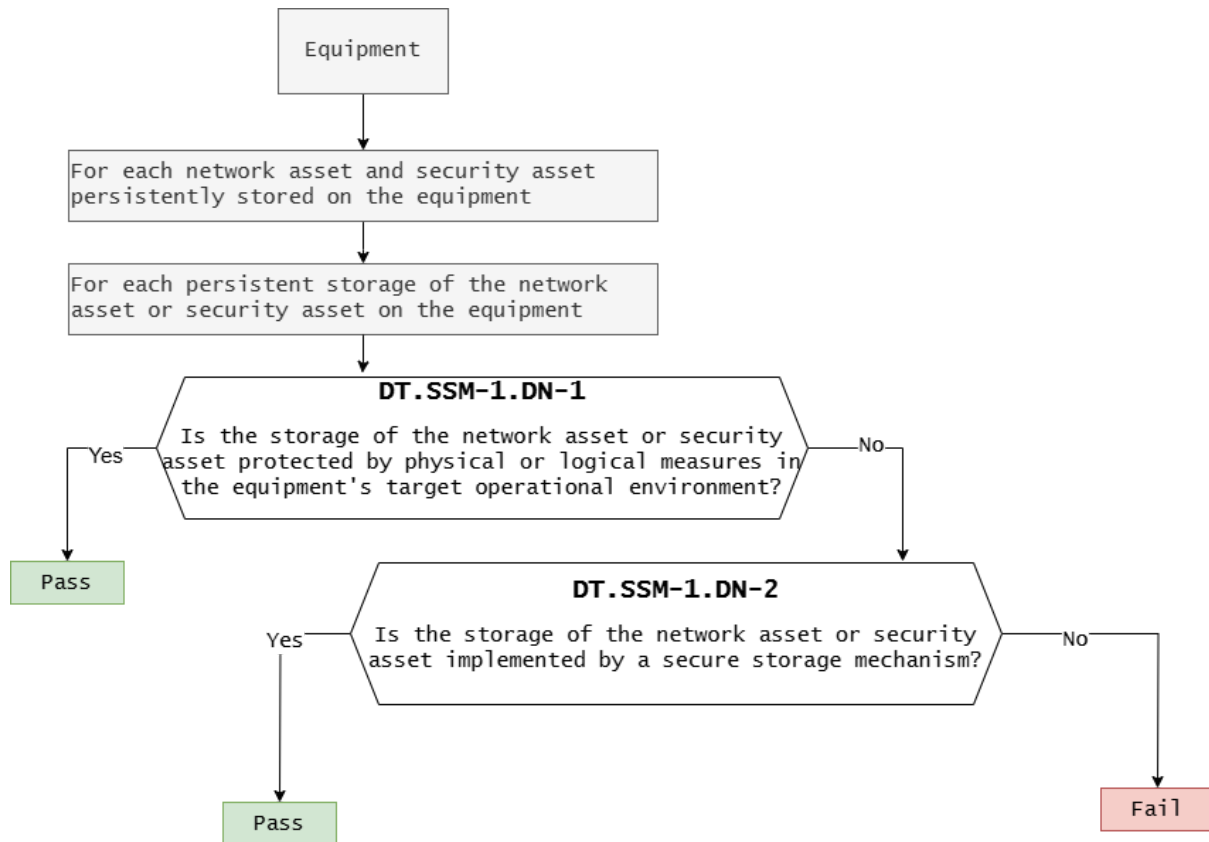 Equipment
For each network asset and security asset
persistently stored on the equipment
For each persistent storage of the network
asset or security asset on the equipment
DT.SSM-1.DN-1
Is the storage of the network asset or security
asset protected by physical or logical measures in
the equipment's target operational environment?
Yes
No
Pass
DT.SSM-1.DN-2
Is the storage of the network asset or security
asset implemented by a secure storage mechanism?
Yes
No
Pass
Fail